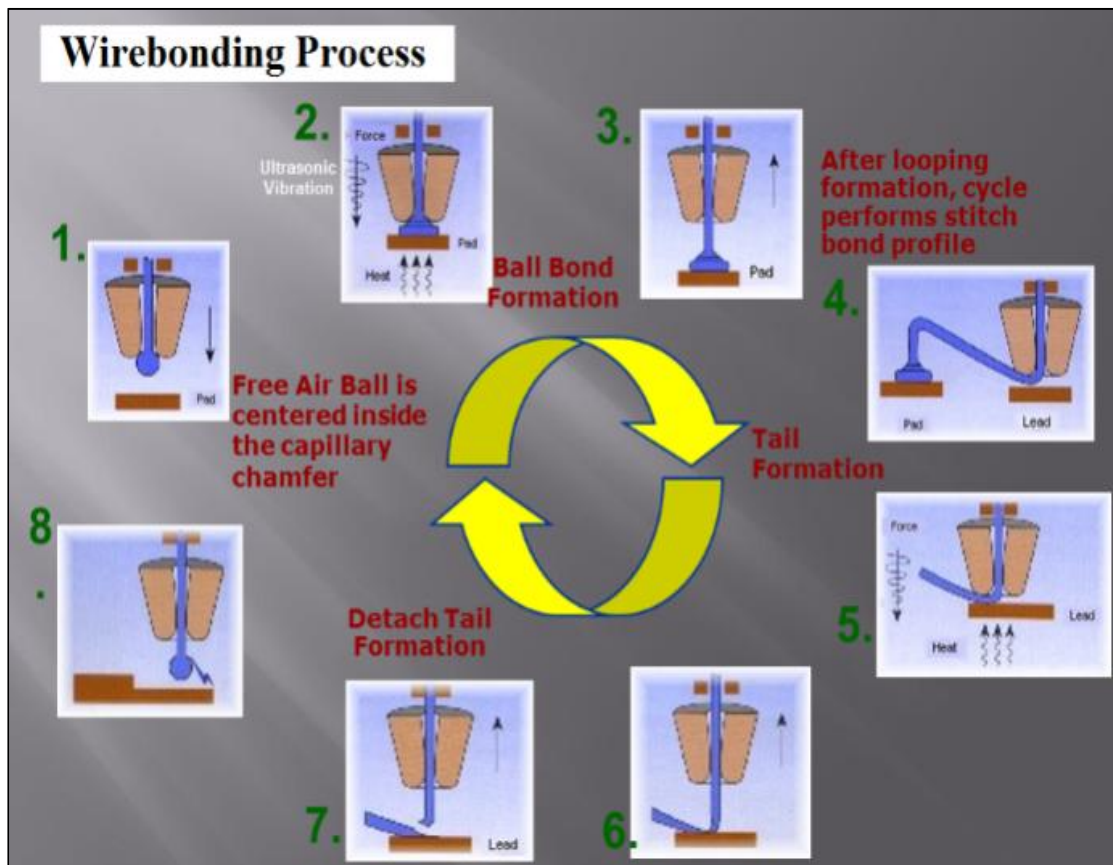 Wirebonding Process
1.
Pad
Free Air Ball is
centered inside
the capillary
chamfer
2.
Force
Ultrasonic
Vibration
Pad
Heat
Ball Bond
Formation
3.
Pad
After looping
formation, cycle
performs stitch
bond profile
4.
Pad
Lead
Tail
Formation
5.
Force
Lead
Heat
6.
7.
Lead
Detach Tail
Formation
8
.